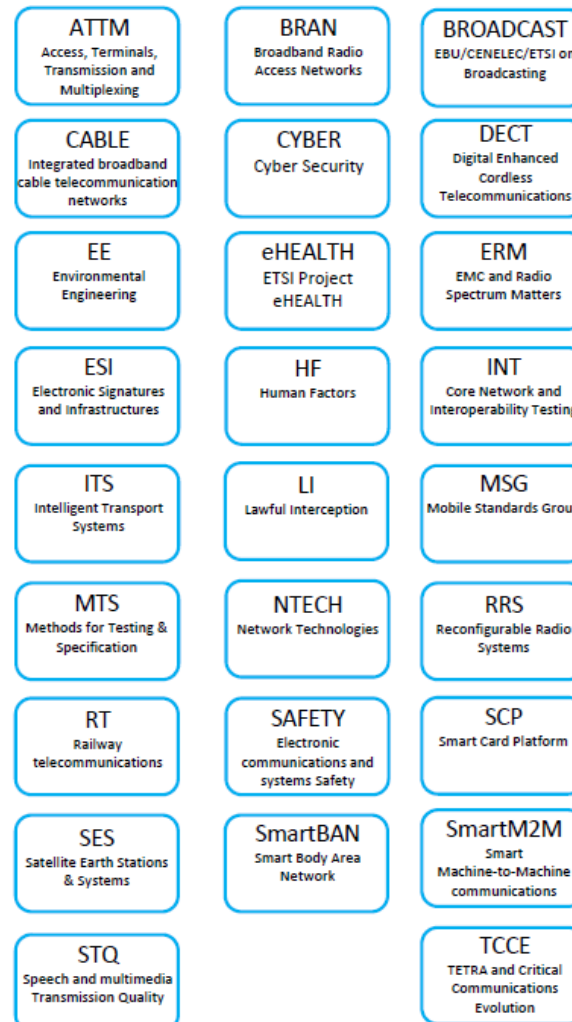 ATTM
Access, Terminals,
Transmission and
Multiplexing
BRAN
Broadband Radio
Access Networks
BROADCAST
EBU/CENELEC/ETSI on
Broadcasting
CABLE
Integrated broadband
cable telecommunication
networks
CYBER
Cyber Security
DECT
Digital Enhanced
Cordless
Telecommunications
EE
Environmental
Engineering
eHEALTH
ETSI Project
eHEALTH
ERM
EMC and Radio
Spectrum Matters
ESI
Electronic Signatures
and Infrastructures
HF
Human Factors
INT
Core Network and
Interoperability Testing
ITS
Intelligent Transport
Systems
LI
Lawful Interception
MSG
Mobile Standards Group
MTS
Methods for Testing &
Specification
NTECH
Network Technologies
RRS
Reconfigurable Radio
Systems
RT
Railway
telecommunications
SAFETY
Electronic
communications and
systems Safety
SCP
Smart Card Platform
SES
Satellite Earth Stations
& Systems
SmartBAN
Smart Body Area
Network
SmartM2M
Smart
Machine-to-Machine
communications
STQ
Speech and multimedia
Transmission Quality
TCCE
TETRA and Critical
Communications
Evolution